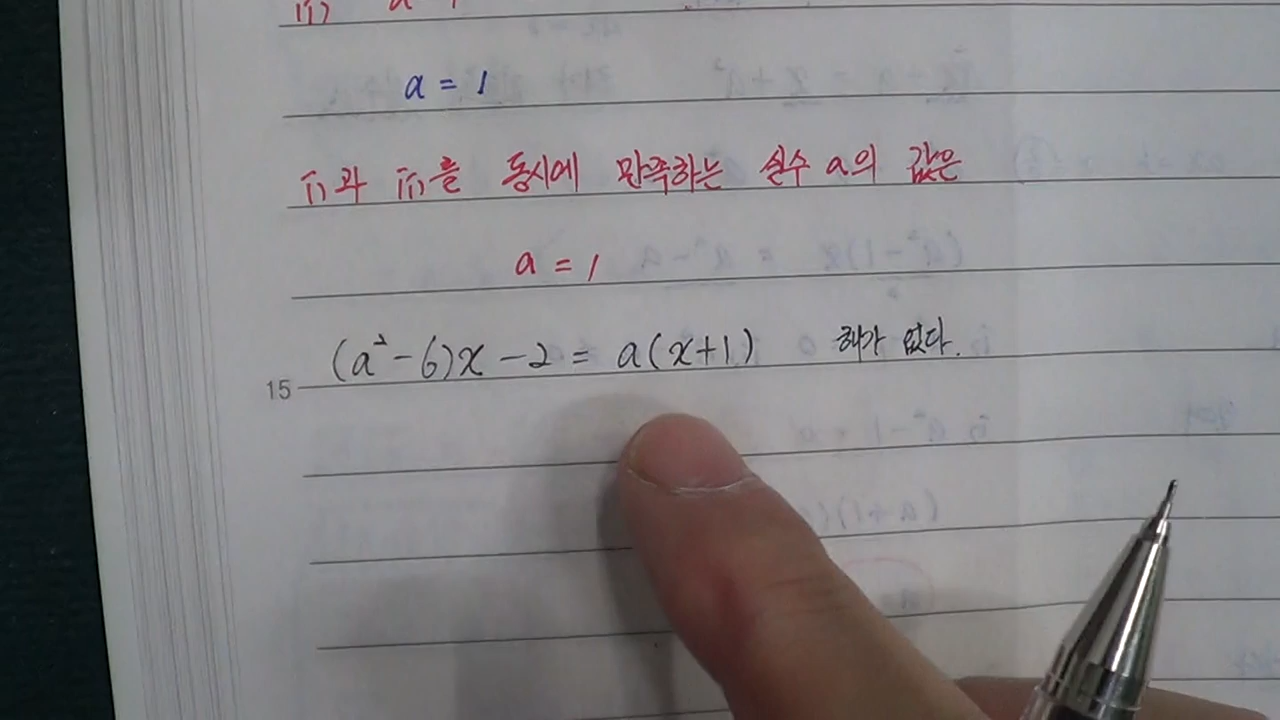 a = 1
ⅰ)과 ⅱ)을 동시에 만족하는 실수 a의 값은
a = 1
(a²-6)x - 2 = a(x+1) 해가 없다.
15